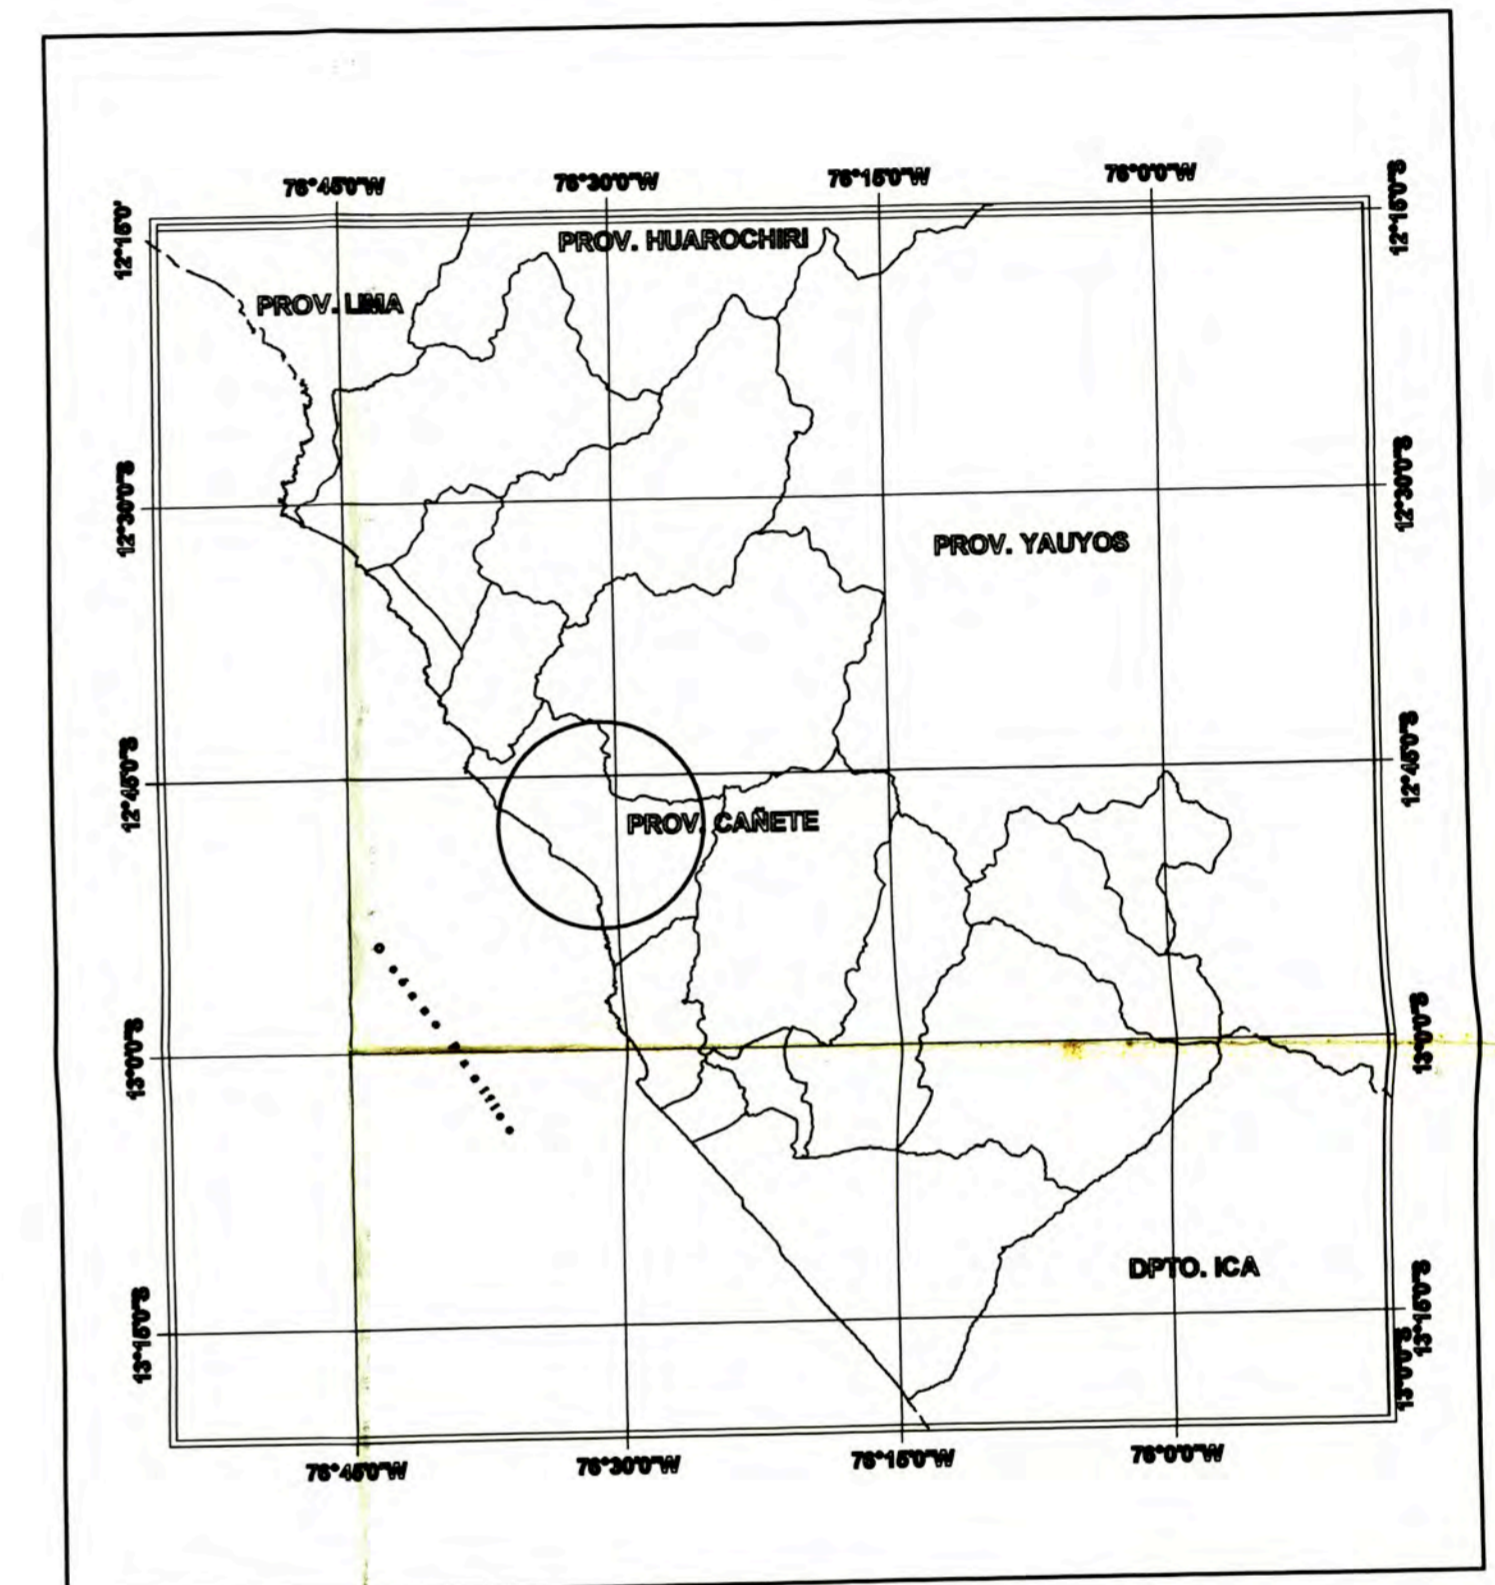 76°45'0"W 76°30'0"W 76°15'0"W 76°0'0"W
12°15'0'
12°15'0"S
PROV. HUAROCHIRI
PROV. LIMA
12°30'0"S
12°30'0"S
PROV. YAUYOS
12°45'0"S
12°45'0"S
PROV. CAÑETE
13°0'0"S
13°0'0"S
DPTO. ICA
13°15'0"S
13°15'0"S
13°0'0"S
76°45'0"W 76°30'0"W 76°15'0"W 76°0'0"W